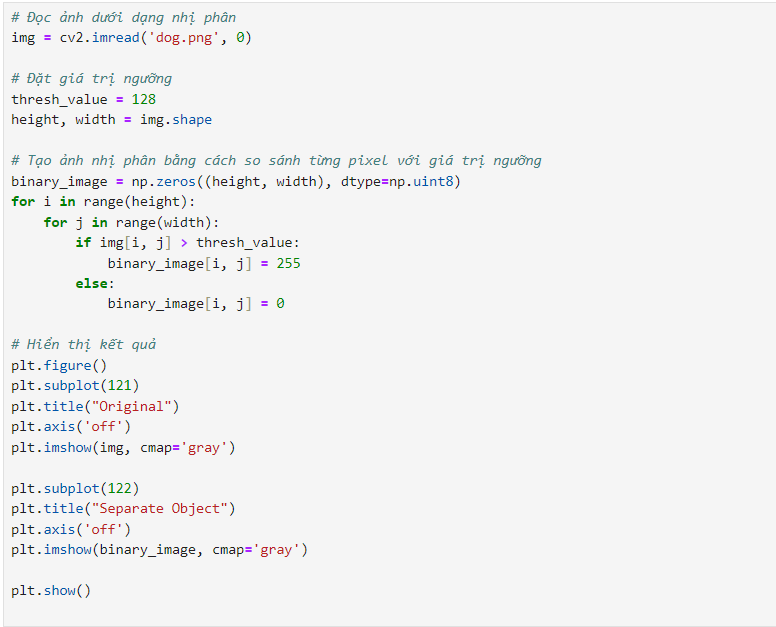 # Đọc ảnh dưới dạng nhị phân
img = cv2.imread('dog.png', 0)
# Đặt giá trị ngưỡng
thresh_value = 128
height, width = img.shape
# Tạo ảnh nhị phân bằng cách so sánh từng pixel với giá trị ngưỡng
binary_image = np.zeros((height, width), dtype=np.uint8)
for i in range(height):
    for j in range(width):
        if img[i, j] > thresh_value:
            binary_image[i, j] = 255
        else:
            binary_image[i, j] = 0
# Hiển thị kết quả
plt.figure()
plt.subplot(121)
plt.title("Original")
plt.axis('off')
plt.imshow(img, cmap='gray')
plt.subplot(122)
plt.title("Separate Object")
plt.axis('off')
plt.imshow(binary_image, cmap='gray')
plt.show()